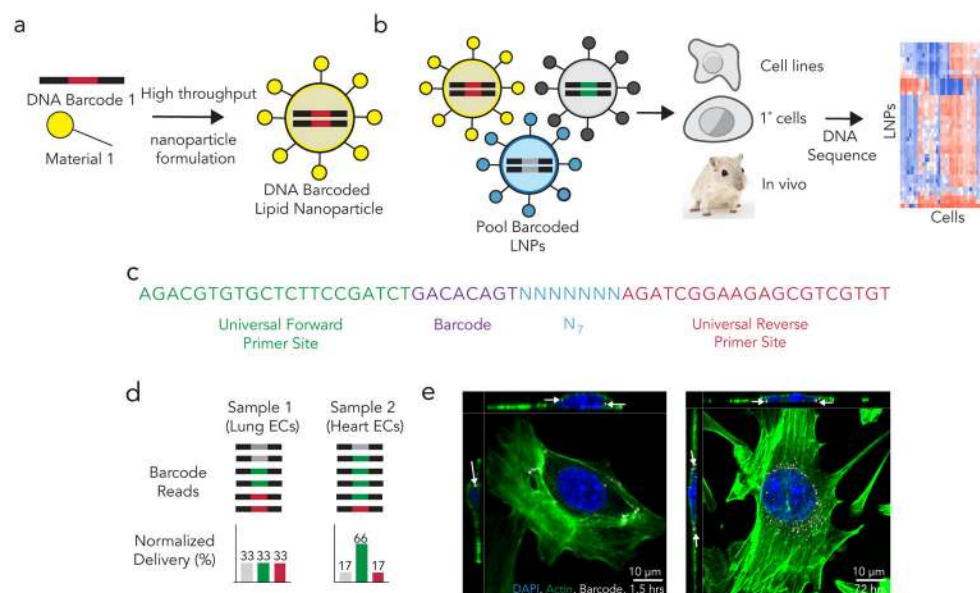 a
DNA Barcode 1
Material 1
High throughput
nanoparticle
formulation
DNA Barcoded
Lipid Nanoparticle
b
Pool Barcoded
LNPs
Cell lines
1° cells
In vivo
DNA
Sequence
LNPs
Cells
c
AGACGTGTGCTCTTCCGATCTGACACAGTNNNNNNNAGATCGGAAGAGCGTCGTGT
Universal Forward
Primer Site
Barcode
N₇
Universal Reverse
Primer Site
d
Sample 1
(Lung ECs)
Sample 2
(Heart ECs)
Barcode
Reads
Normalized
Delivery (%)
33 33 33
17 66 17
e
10 µm
DAPI, Actin, Barcode, 1.5 hrs
10 µm
72 hr